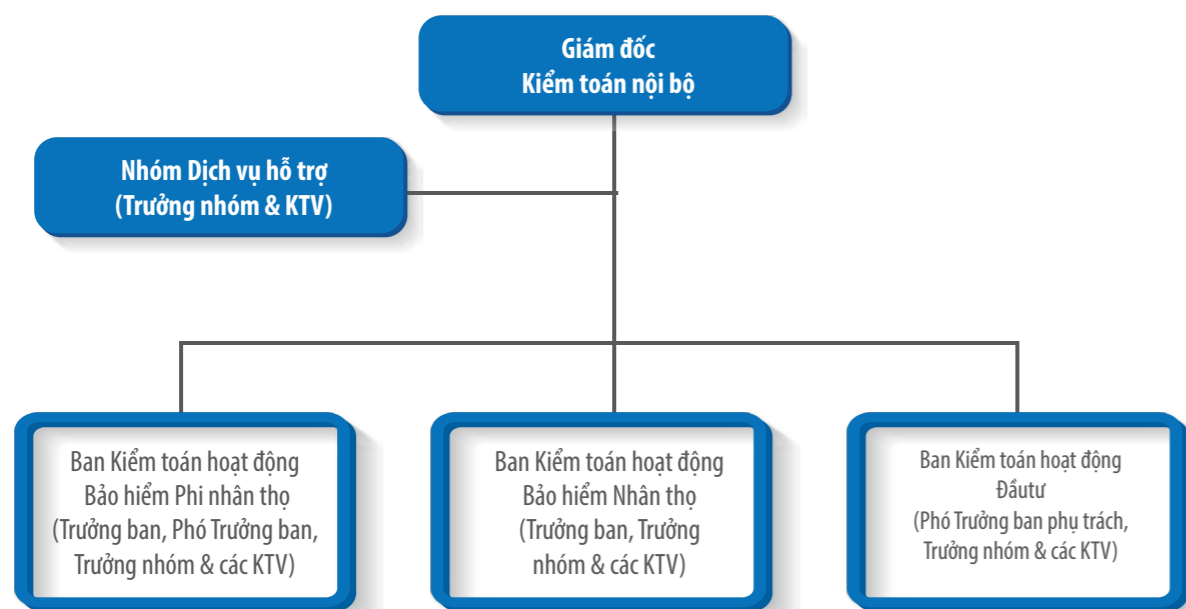 Giám đốc
Kiểm toán nội bộ
Nhóm Dịch vụ hỗ trợ
(Trưởng nhóm & KTV)
Ban Kiểm toán hoạt động
Bảo hiểm Phi nhân thọ
(Trưởng ban, Phó Trưởng ban,
Trưởng nhóm & các KTV)
Ban Kiểm toán hoạt động
Bảo hiểm Nhân thọ
(Trưởng ban, Trưởng
nhóm & các KTV)
Ban Kiểm toán hoạt động
Đầutư
(Phó Trưởng ban phụ trách,
Trưởng nhóm & các KTV)